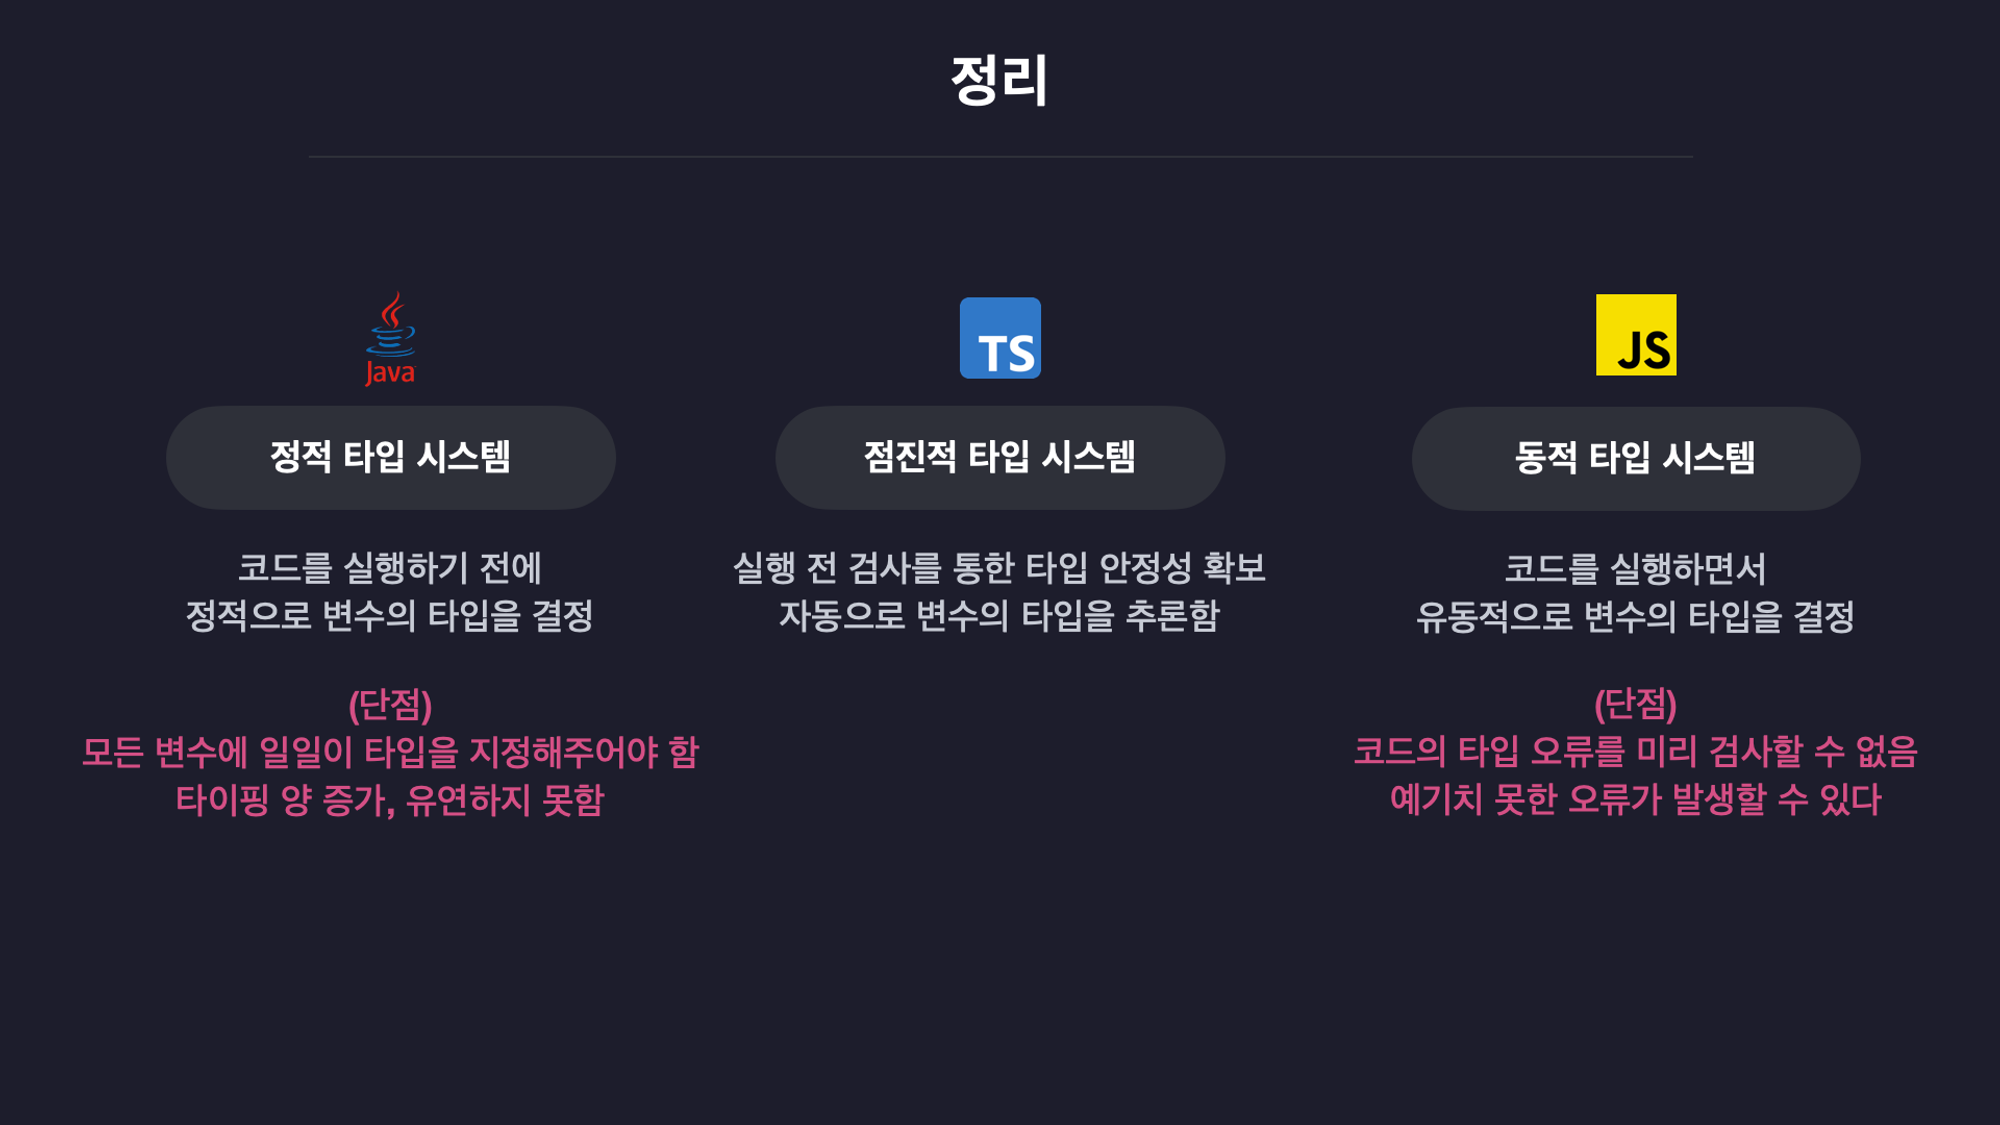 정리
Java
정적 타입 시스템
코드를 실행하기 전에
정적으로 변수의 타입을 결정
(단점)
모든 변수에 일일이 타입을 지정해주어야 함
타이핑 양 증가, 유연하지 못함
TS
점진적 타입 시스템
실행 전 검사를 통한 타입 안정성 확보
자동으로 변수의 타입을 추론함
JS
동적 타입 시스템
코드를 실행하면서
유동적으로 변수의 타입을 결정
(단점)
코드의 타입 오류를 미리 검사할 수 없음
예기치 못한 오류가 발생할 수 있다